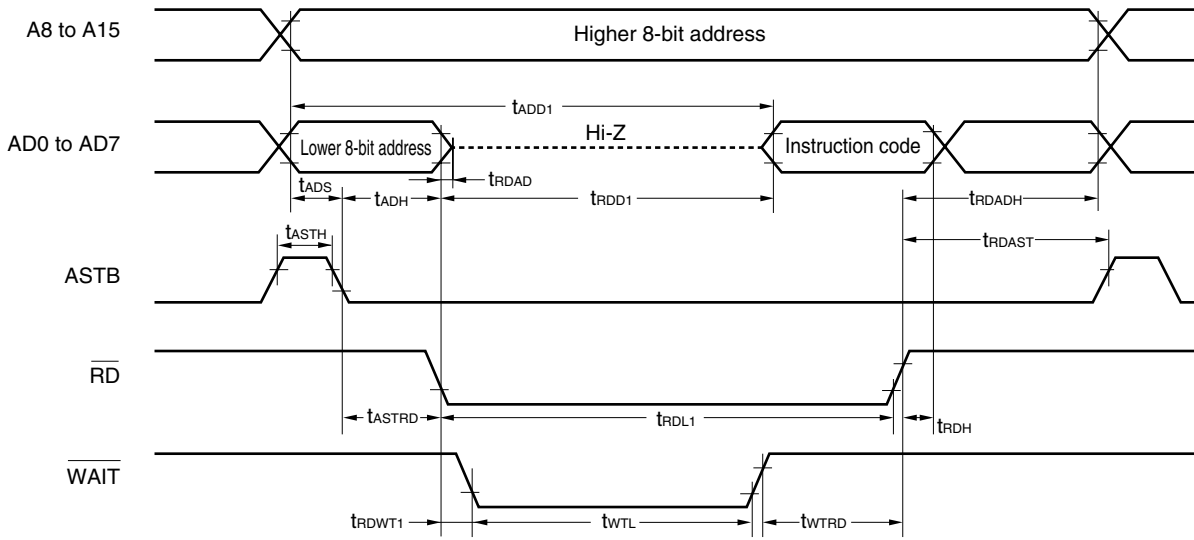 A8 to A15
Higher 8-bit address
tADD1
AD0 to AD7
Lower 8-bit address
Hi-Z
Instruction code
tADS
tADH
tRDAD
tRDD1
tRDADH
tASTH
tRDAST
ASTB
RD
tASTRD
tRDL1
tRDH
WAIT
tRDWT1
tWTL
tWTRD